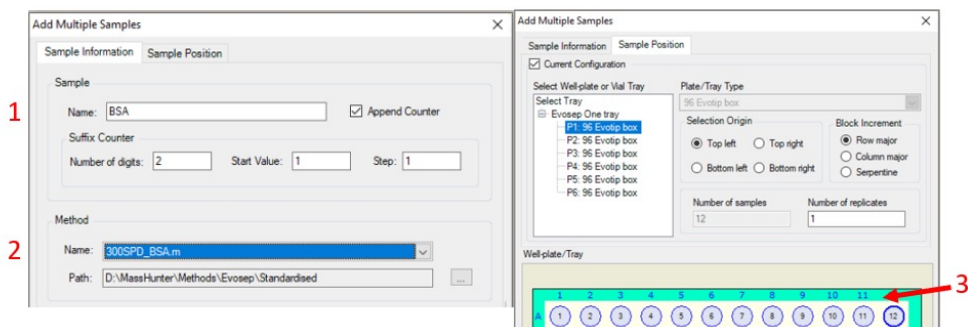 Add Multiple Samples
Sample Information Sample Position
Sample
1
Name: BSA Append Counter
Suffix Counter
Number of digits: 2 Start Value: 1 Step: 1
Method
2
Name: 300SPD_BSA.m
Path: D:\MassHunter\Methods\Evosep\Standardised ...
Add Multiple Samples
Sample Information Sample Position
Current Configuration
Select Well-plate or Vial Tray
Select Tray
Evosep One tray
P1: 96 Evotip box
P2: 96 Evotip box
P3: 96 Evotip box
P4: 96 Evotip box
P5: 96 Evotip box
P6: 96 Evotip box
Plate/Tray Type
96 Evotip box
Selection Origin
Top left Top right
Bottom left Bottom right
Block Increment
Row major
Column major
Serpentine
Number of samples Number of replicates
12 1
Well-plate/Tray
3
1 2 3 4 5 6 7 8 9 10 11
A 1 2 3 4 5 6 7 8 9 10 11 12